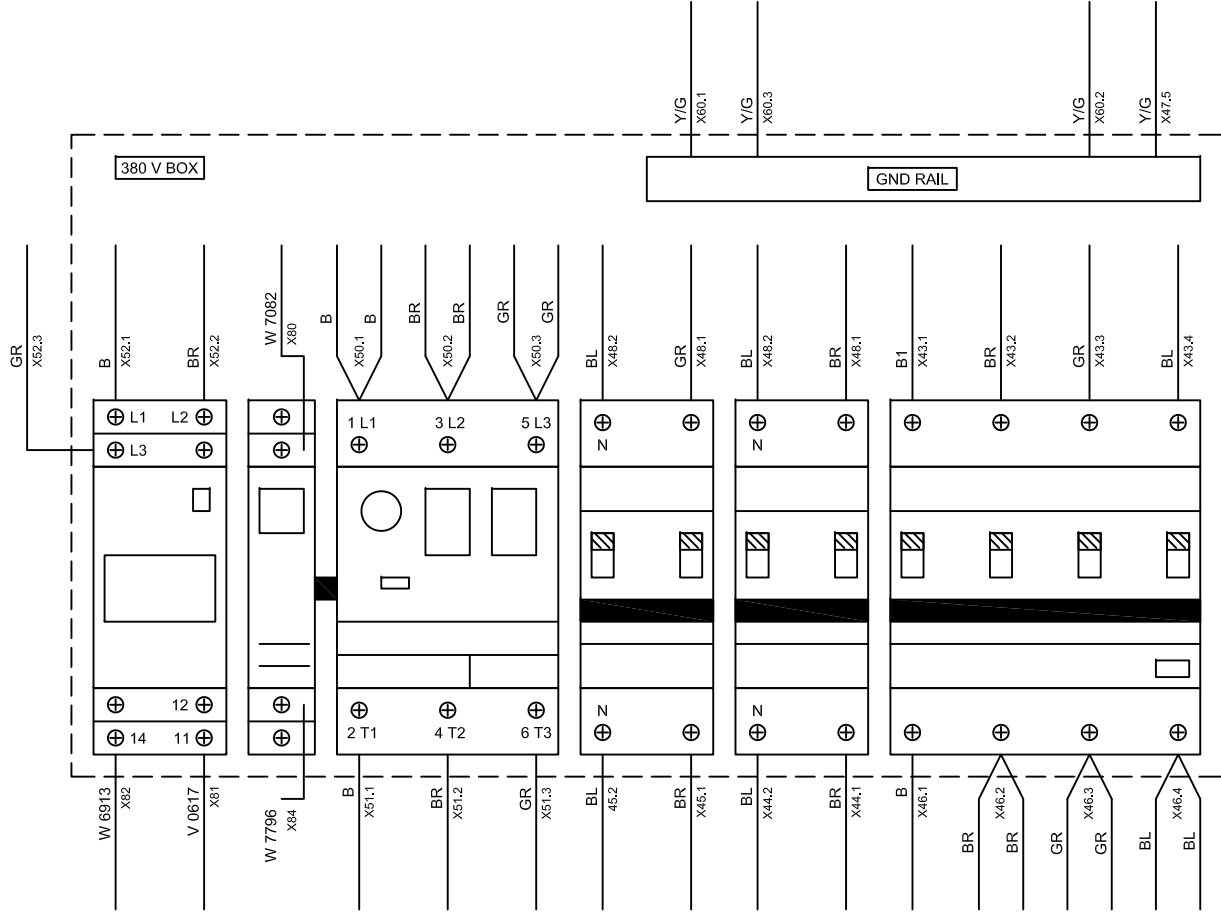 Y/G
X60.1
Y/G
X60.3
Y/G
X60.2
Y/G
X47.5
380 V BOX
GND RAIL
GR
X52.3
B
X52.1
BR
X52.2
W 7082
X80
B
X50.1
B
BR
X50.2
BR
GR
X50.3
GR
BL
X48.2
GR
X48.1
BL
X48.2
BR
X48.1
B1
X43.1
BR
X43.2
GR
X43.3
BL
X43.4
L1 L2
L3
1 L1 3 L2 5 L3
N
N
12
14 11
2 T1 4 T2 6 T3
N
N
W 6913
X82
V 0617
X81
W 7796
X84
B
X51.1
BR
X51.2
GR
X51.3
BL
45.2
BR
X45.1
BL
X44.2
BR
X44.1
B
X46.1
BR
X46.2
BR
GR
X46.3
GR
BL
X46.4
BL